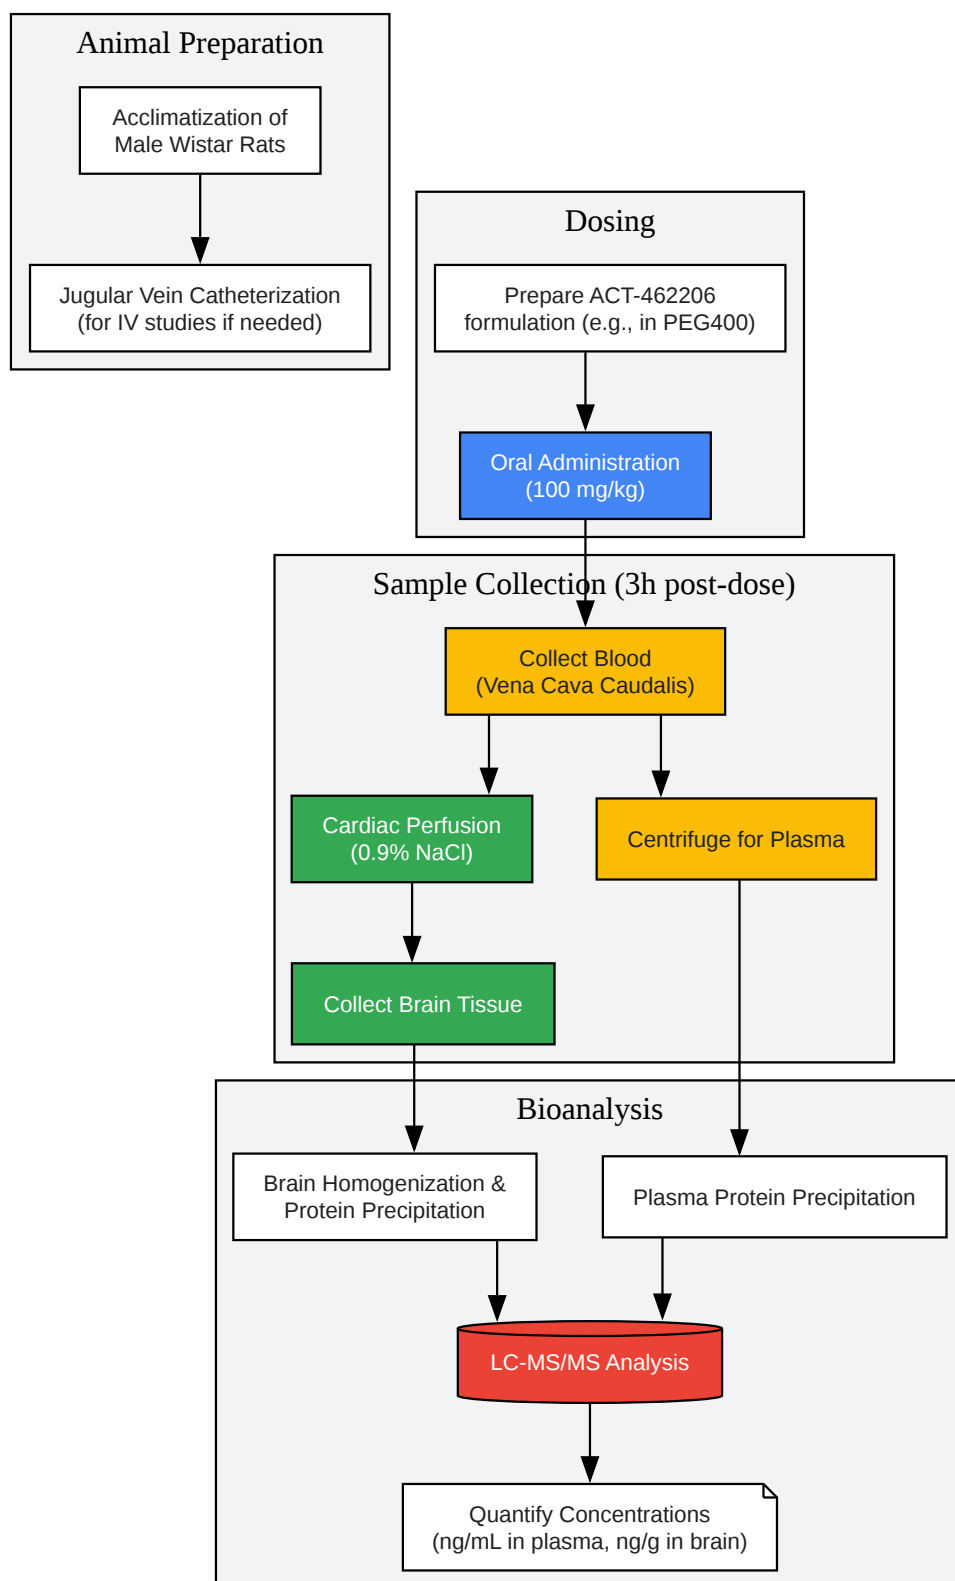 Animal Preparation
Acclimatization of
Male Wistar Rats
Jugular Vein Catheterization
(for IV studies if needed)
Dosing
Prepare ACT-462206
formulation (e.g., in PEG400)
Oral Administration
(100 mg/kg)
Sample Collection (3h post-dose)
Collect Blood
(Vena Cava Caudalis)
Cardiac Perfusion
(0.9% NaCl)
Centrifuge for Plasma
Collect Brain Tissue
Bioanalysis
Brain Homogenization &
Protein Precipitation
Plasma Protein Precipitation
LC-MS/MS Analysis
Quantify Concentrations
(ng/mL in plasma, ng/g in brain)